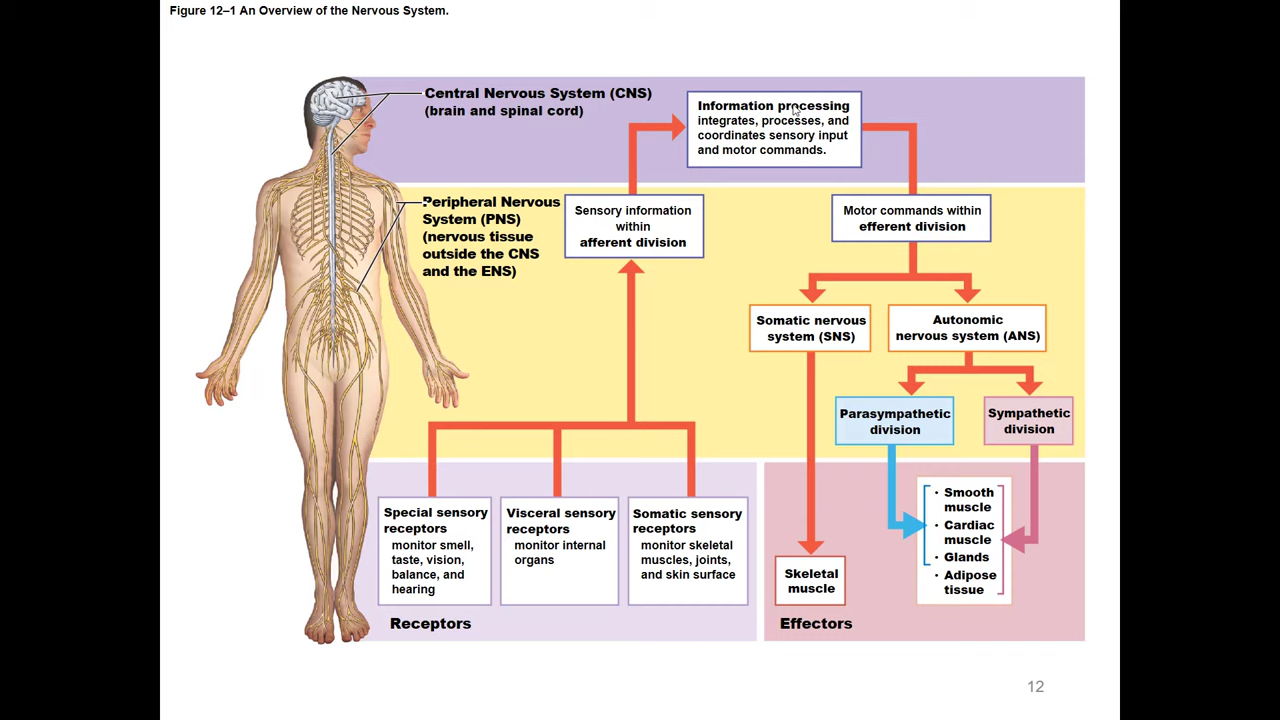 Figure 12–1 An Overview of the Nervous System.
Central Nervous System (CNS)
(brain and spinal cord)
Information processing
integrates, processes, and
coordinates sensory input
and motor commands.
Peripheral Nervous
System (PNS)
(nervous tissue
outside the CNS
and the ENS)
Sensory information
within
afferent division
Motor commands within
efferent division
Somatic nervous
system (SNS)
Autonomic
nervous system (ANS)
Parasympathetic
division
Sympathetic
division
Special sensory
receptors
monitor smell,
taste, vision,
balance, and
hearing
Visceral sensory
receptors
monitor internal
organs
Somatic sensory
receptors
monitor skeletal
muscles, joints,
and skin surface
Skeletal
muscle
• Smooth
muscle
• Cardiac
muscle
• Glands
• Adipose
tissue
Receptors
Effectors
12